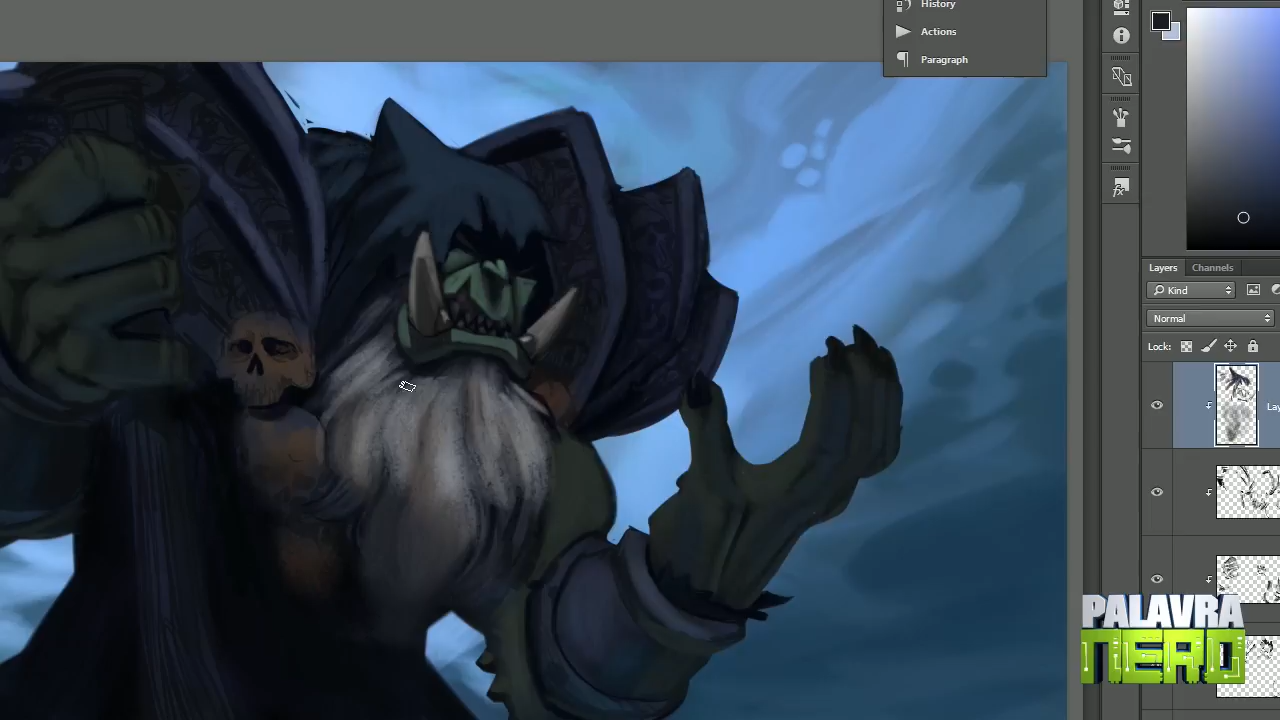 History
Actions
Paragraph
Layers Channels
Kind
Normal
Lock:
PALAVRA
NERD